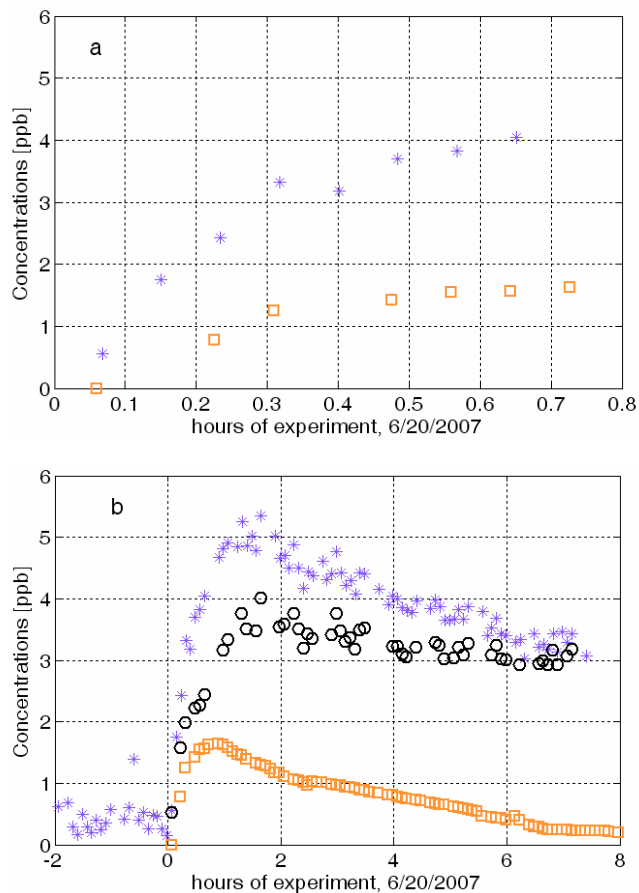 6
a
5
4
3
2
1
0
Concentrations [ppb]
0 0.1 0.2 0.3 0.4 0.5 0.6 0.7 0.8
hours of experiment, 6/20/2007
6
b
5
4
3
2
1
0
Concentrations [ppb]
-2 0 2 4 6 8
hours of experiment, 6/20/2007